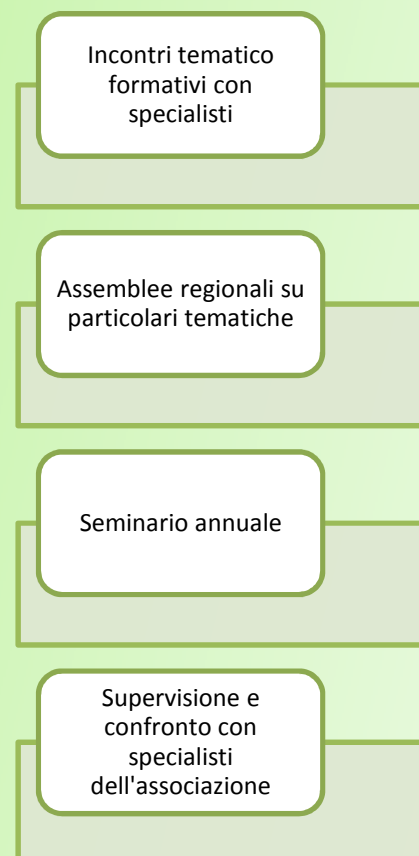 Incontri tematico
formativi con
specialisti
Assemblee regionali su
particolari tematiche
Seminario annuale
Supervisione e
confronto con
specialisti
dell'associazione